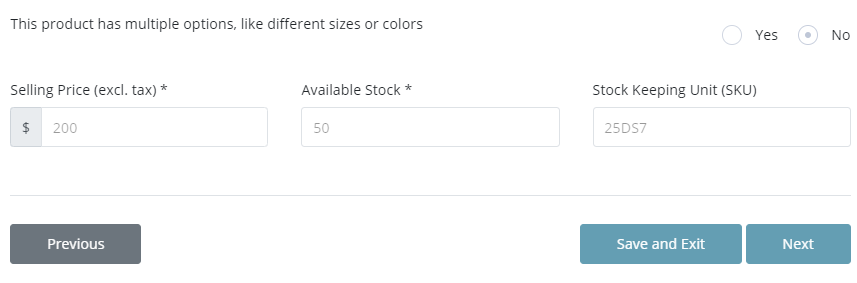 This product has multiple options, like different sizes or colors
Yes No
Selling Price (excl. tax) * Available Stock * Stock Keeping Unit (SKU)
$ 200 50 25DS7
Previous Save and Exit Next